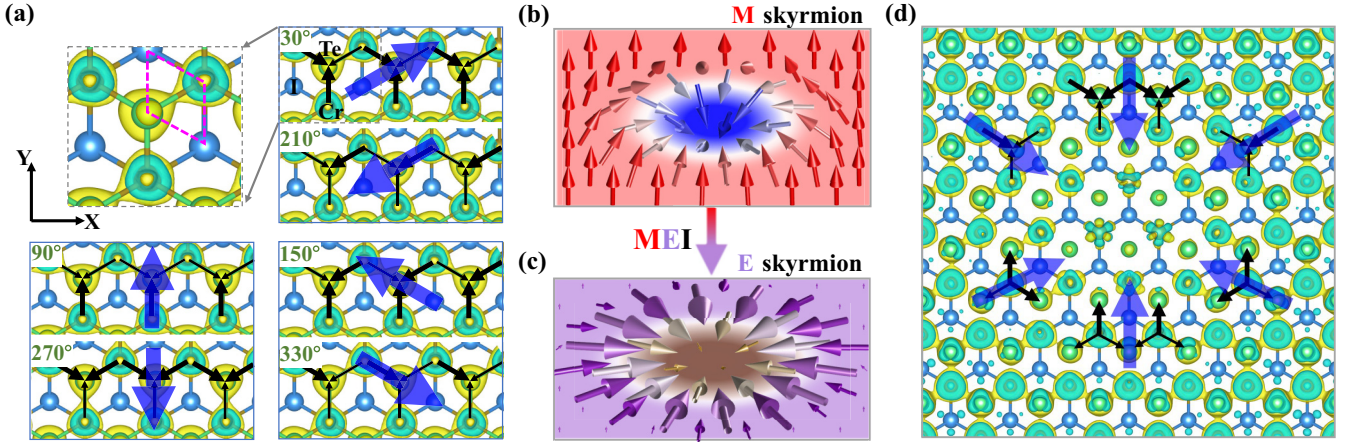 (a)
30°
Te
I
Cr
210°
Y
X
90°
270°
150°
330°
(b)
M skyrmion
MEI
(c)
E skyrmion
(d)